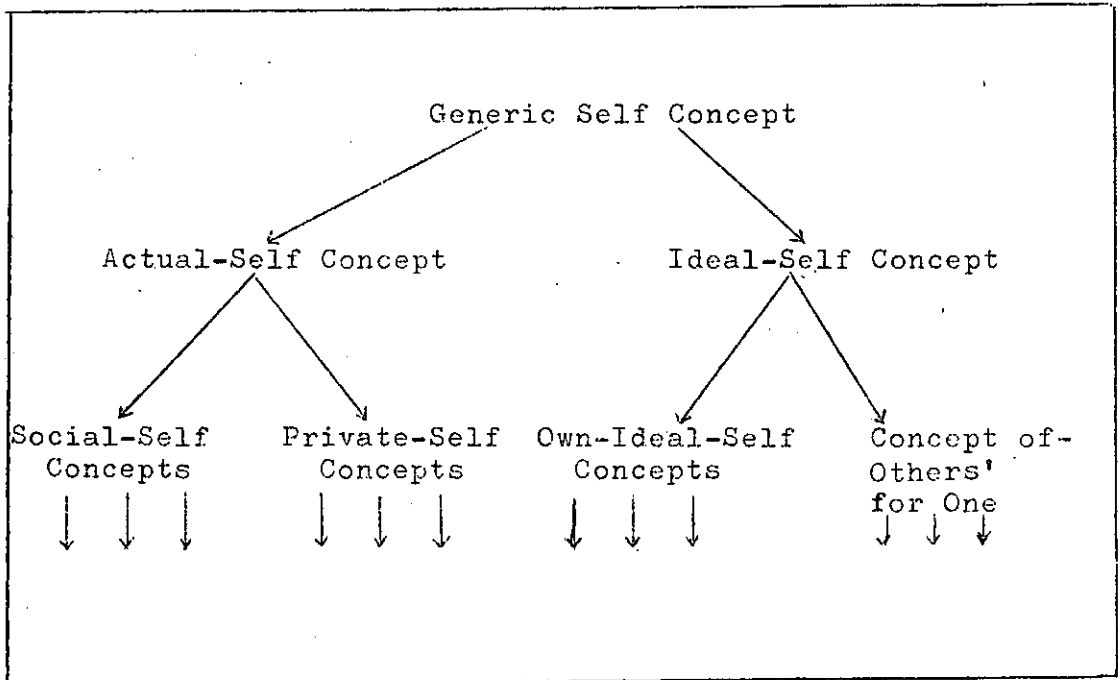 Generic Self Concept
Actual-Self Concept
Ideal-Self Concept
Social-Self
Concepts
Private-Self
Concepts
Own-Ideal-Self
Concepts
Concept of-
Others'
for One